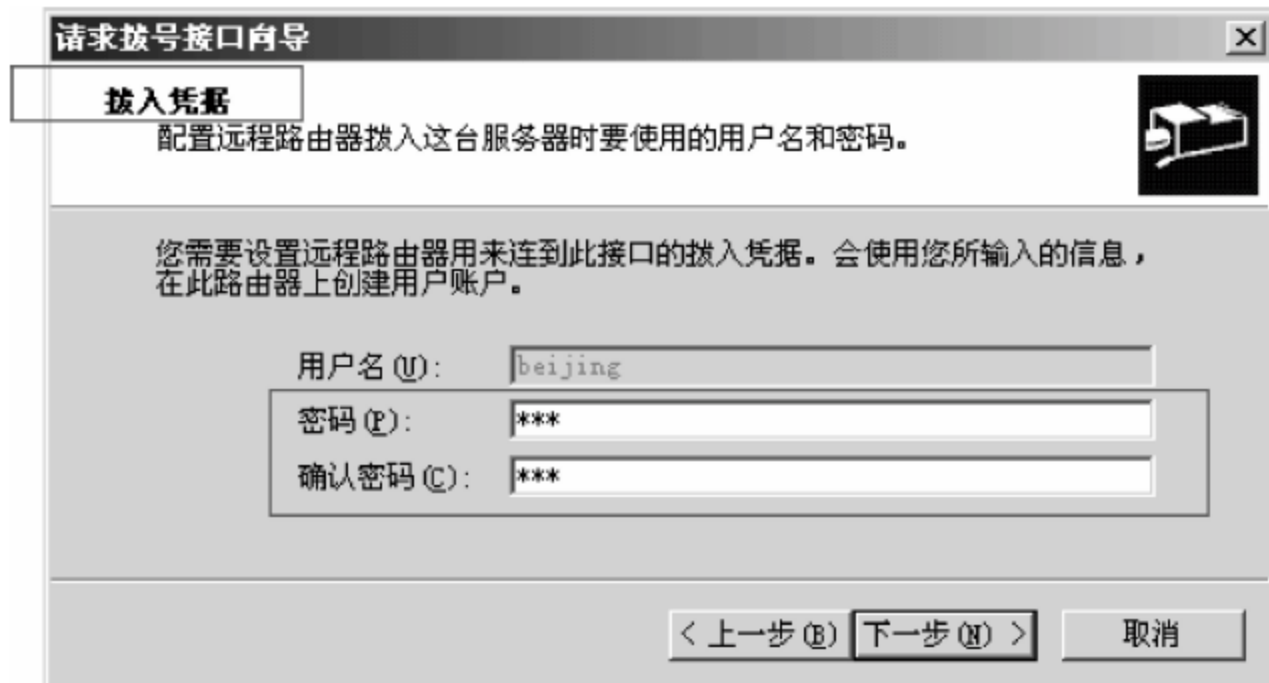 请求拨号接口向导
拨入凭据
配置远程路由器拨入这台服务器时要使用的用户名和密码。
您需要设置远程路由器用来连到此接口的拨入凭据。会使用您所输入的信息，
在此路由器上创建用户账户。
用户名(U): beijing
密码(P): ***
确认密码(C): ***
< 上一步(B) 下一步(N) > 取消